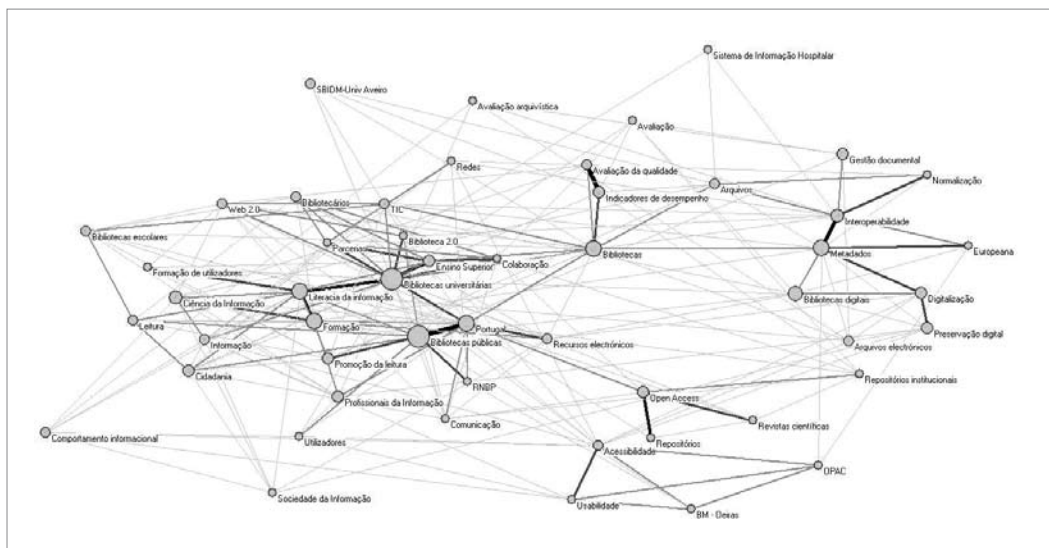 Sistema de Informação Hospitalar
SBIDM-Univ Aveiro
Avaliação arquivística
Avaliação
Gestão documental
Redes
Avaliação da qualidade
Normalização
Arquivos
Indicadores de desempenho
Bibliotecários
Web 2.0
TIC
Interoperabilidade
Bibliotecas escolares
Parcerias
Biblioteca 2.0
Bibliotecas
Metadados
Europeana
Ensino Superior
Colaboração
Formação de utilizadores
Bibliotecas universitárias
Literacia da informação
Ciência da Informação
Bibliotecas digitais
Digitalização
Leitura
Formação
Portugal
Preservação digital
Informação
Bibliotecas públicas
Recursos electrónicos
Arquivos electrónicos
Promoção da leitura
Cidadania
RNBP
Repositórios institucionais
Profissionais da Informação
Open Access
Comunicação
Revistas científicas
Comportamento informacional
Utilizadores
Repositórios
Acessibilidade
OPAC
Sociedade da Informação
Usabilidade
BM - Oeiras